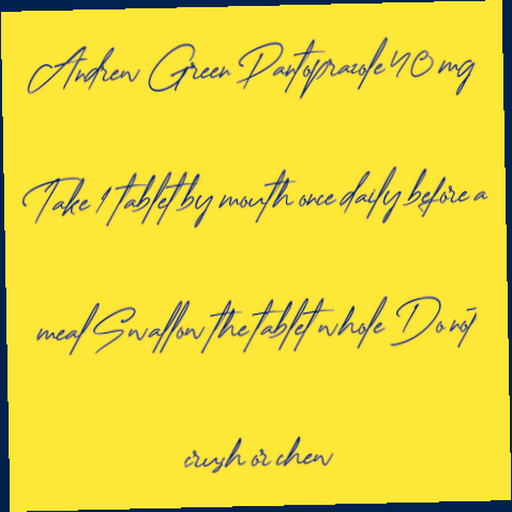 Andrew Green Pantoprazole 40 mg
Take 1 tablet by mouth once daily before a
meal Swallow the tablet whole Do not
crush or chew